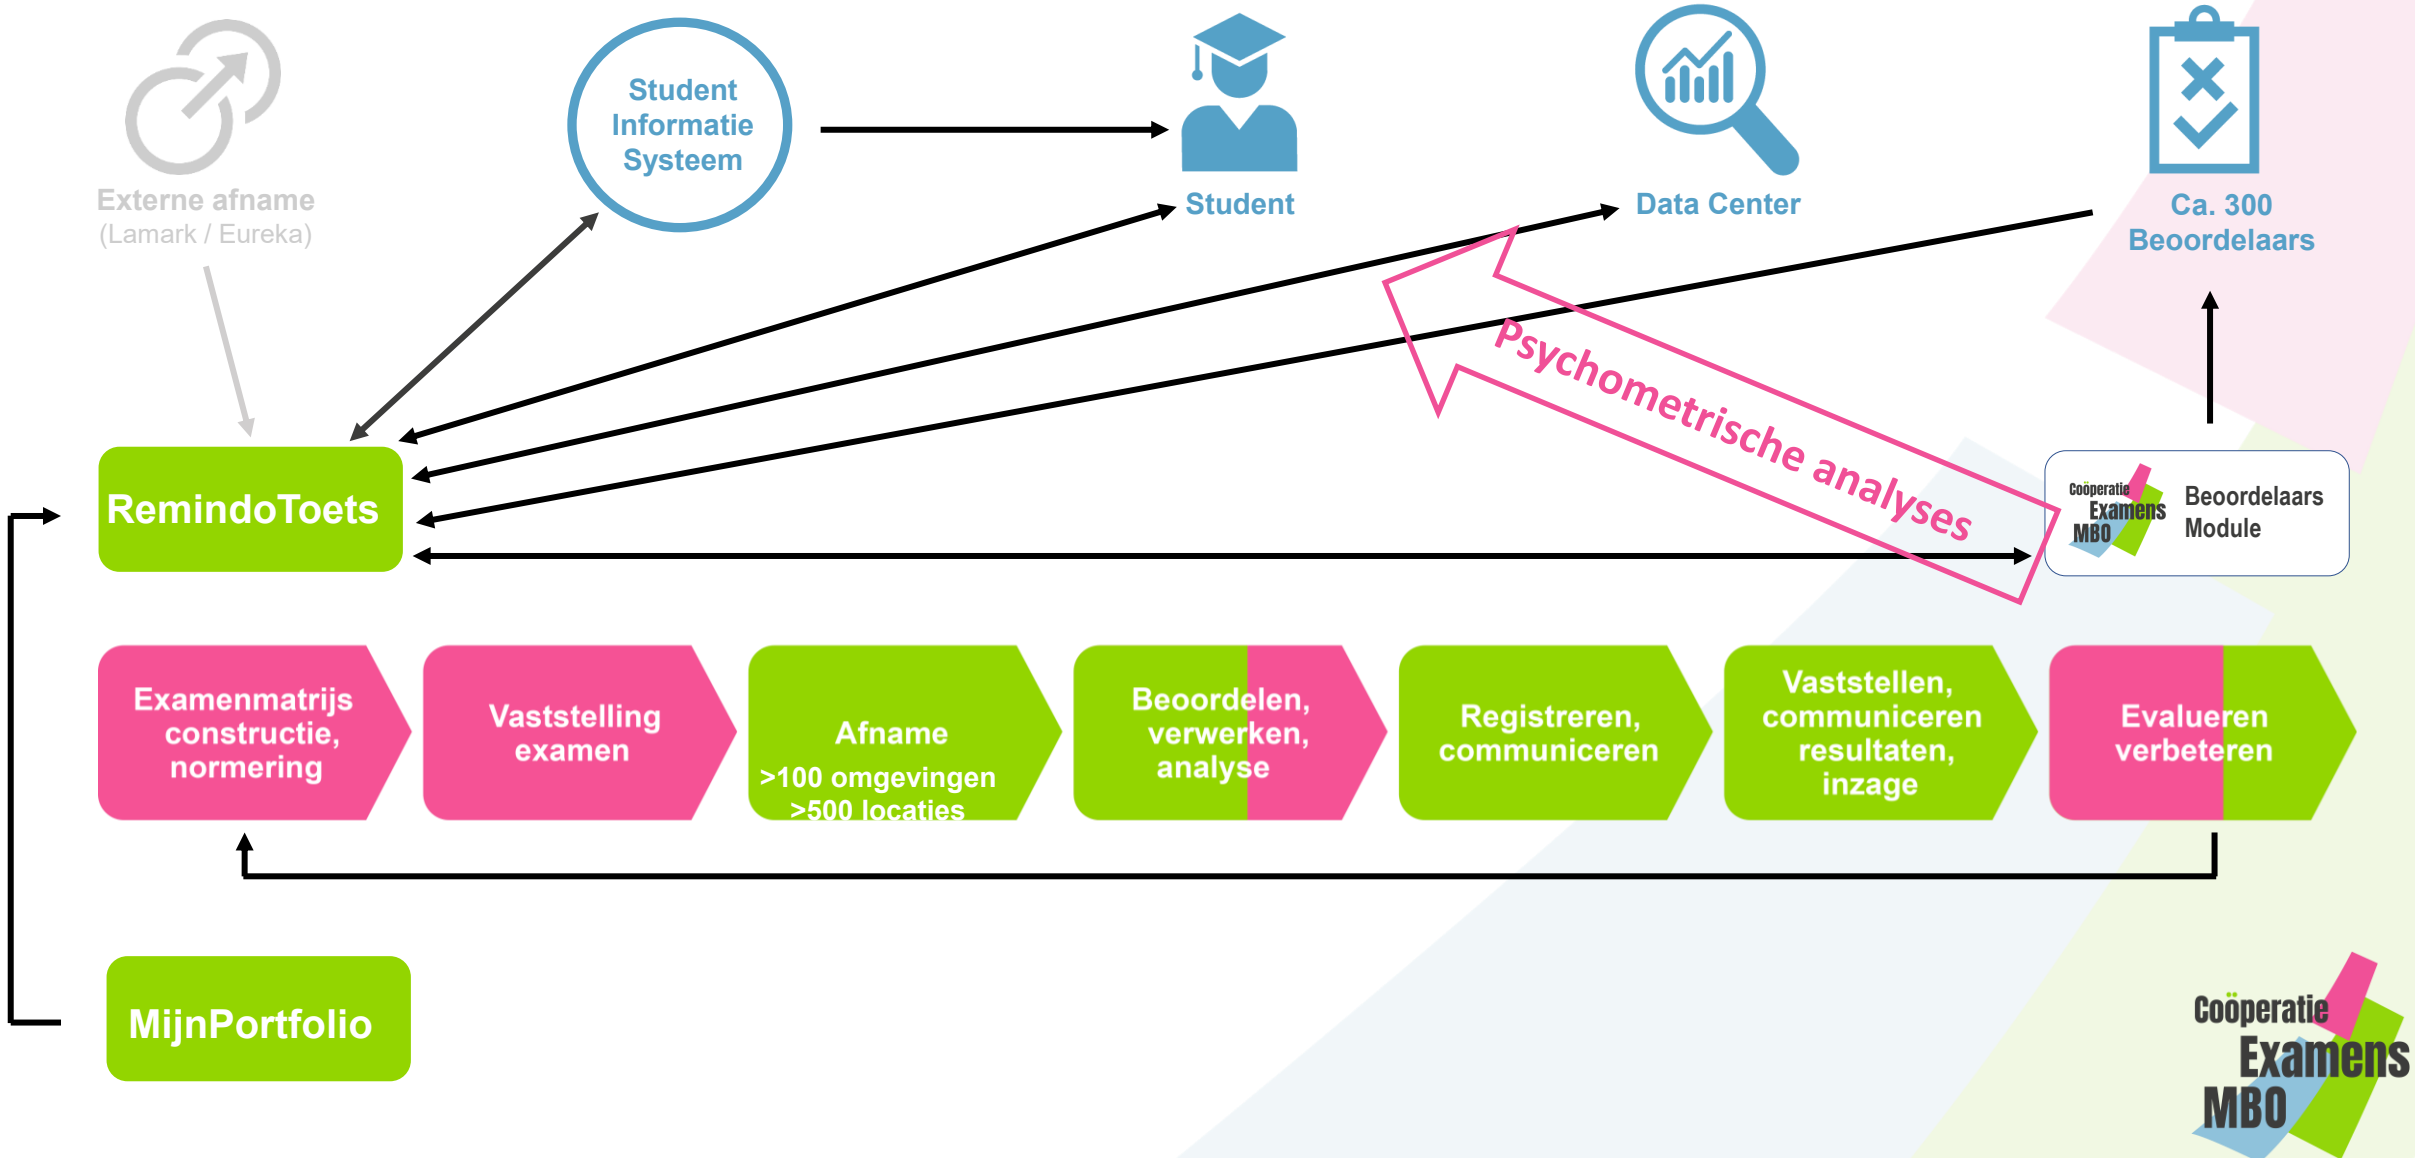 Externe afname
(Lamark / Eureka)
Student
Informatie
Systeem
Student
Data Center
Ca. 300
Beoordelaars
Psychometrische analyses
RemindoToets
Coöperatie
Examens
MBO
Beoordelaars
Module
Examenmatrijs
constructie,
normering
Vaststelling
examen
Afname
>100 omgevingen
>500 locaties
Beoordelen,
verwerken,
analyse
Registreren,
communiceren
Vaststellen,
communiceren
resultaten,
inzage
Evalueren
verbeteren
MijnPortfolio
Coöperatie
Examens
MBO